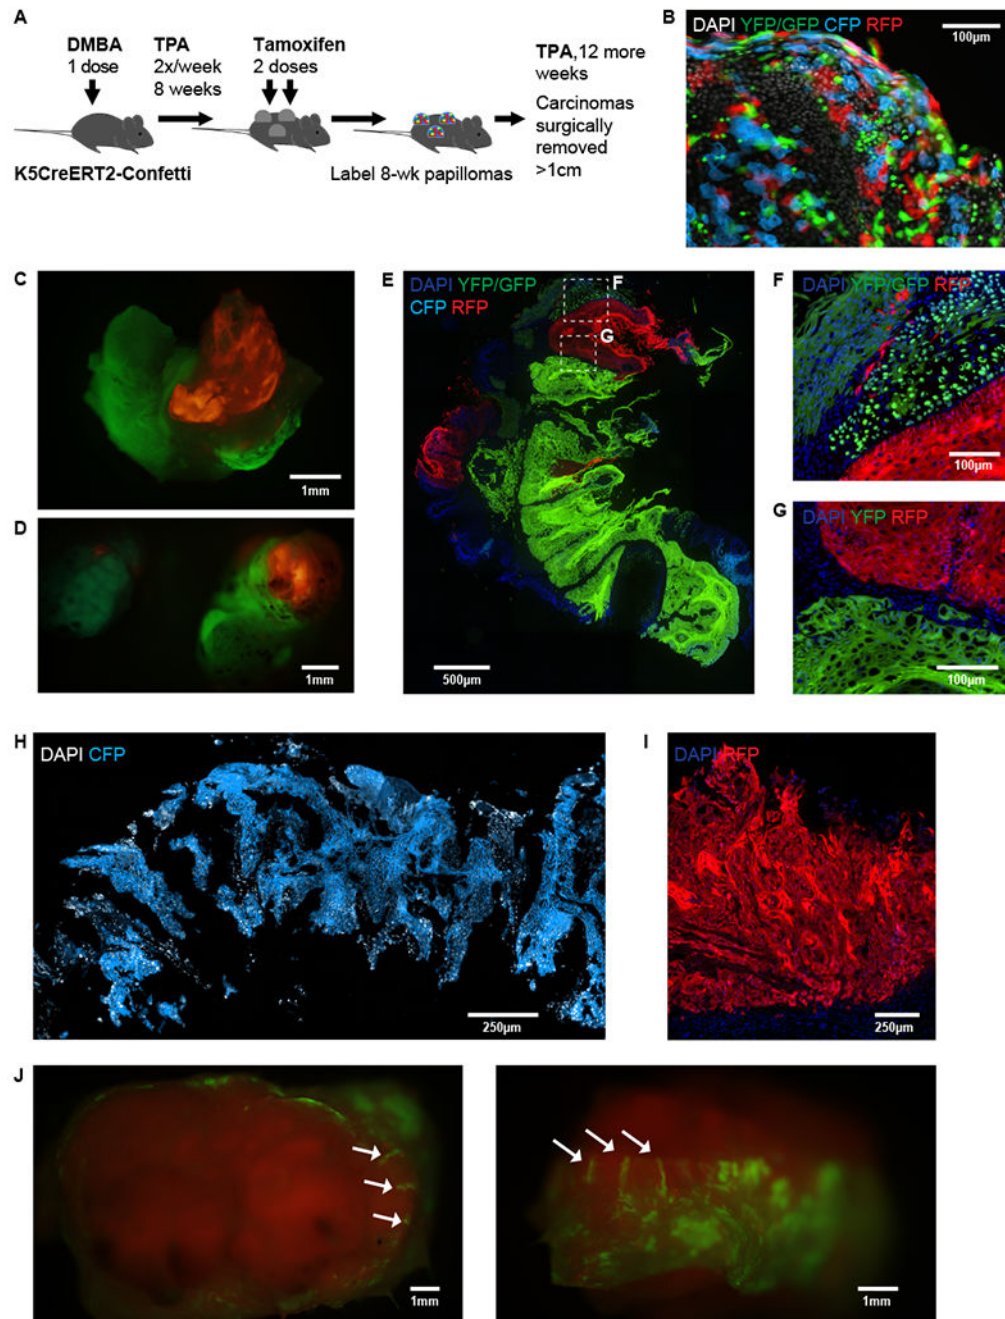 A
DMBA
1 dose
TPA
2x/week
8 weeks
Tamoxifen
2 doses
TPA, 12 more
weeks
Carcinomas
surgically
removed
>1cm
K5CreERT2-Confetti
Label 8-wk papillomas
B
DAPI YFP/GFP CFP RFP
100µm
C
1mm
D
1mm
E
DAPI YFP/GFP
CFP RFP
F
G
500µm
F
DAPI YFP/GFP RFP
100µm
G
DAPI YFP RFP
100µm
H
DAPI CFP
250µm
I
DAPI RFP
250µm
J
1mm
1mm